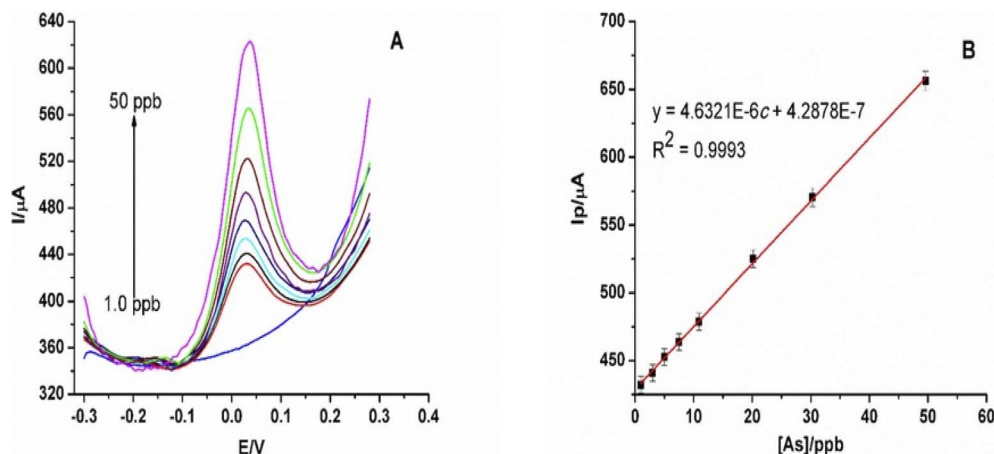 A
640
600
560
520
480
440
400
360
320
I/µA
50 ppb
1.0 ppb
-0.3 -0.2 -0.1 0.0 0.1 0.2 0.3 0.4
E/V
B
700
650
600
550
500
450
Ip/µA
y = 4.6321E-6c + 4.2878E-7
R² = 0.9993
0 10 20 30 40 50 60
[As]/ppb